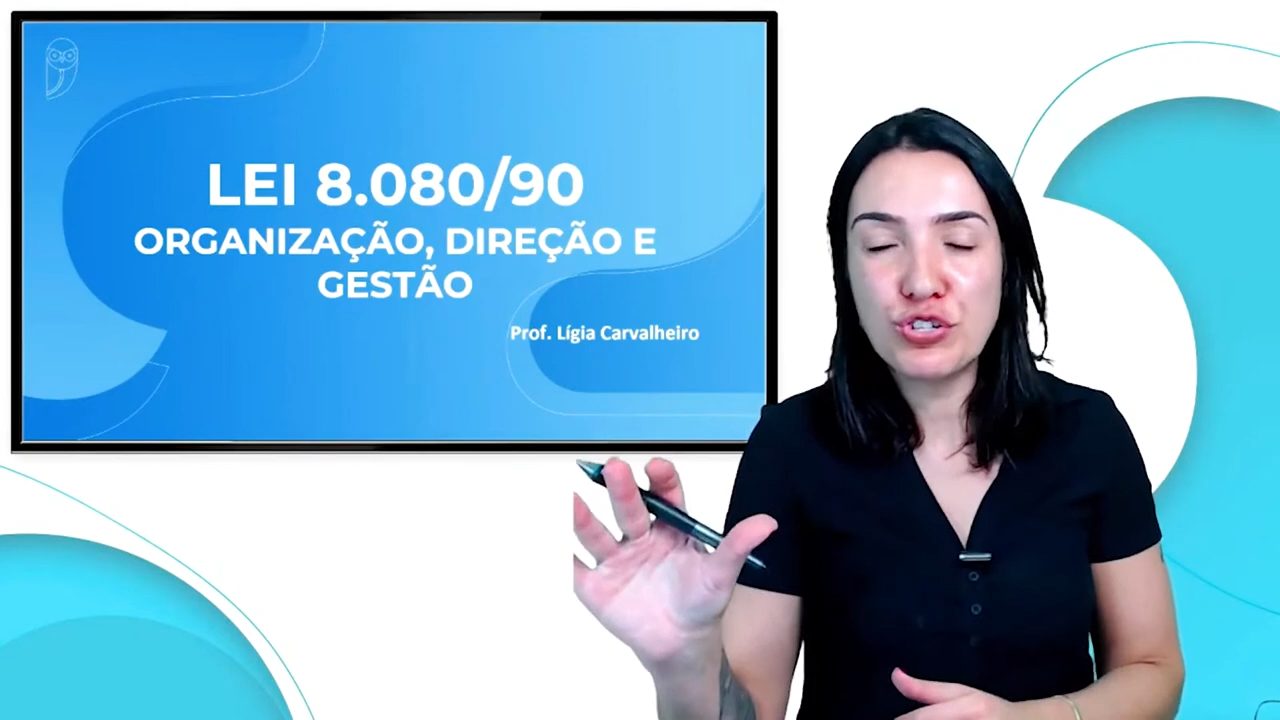 LEI 8.080/90
ORGANIZAÇÃO, DIREÇÃO E
GESTÃO
Prof. Lígia Carvalheiro